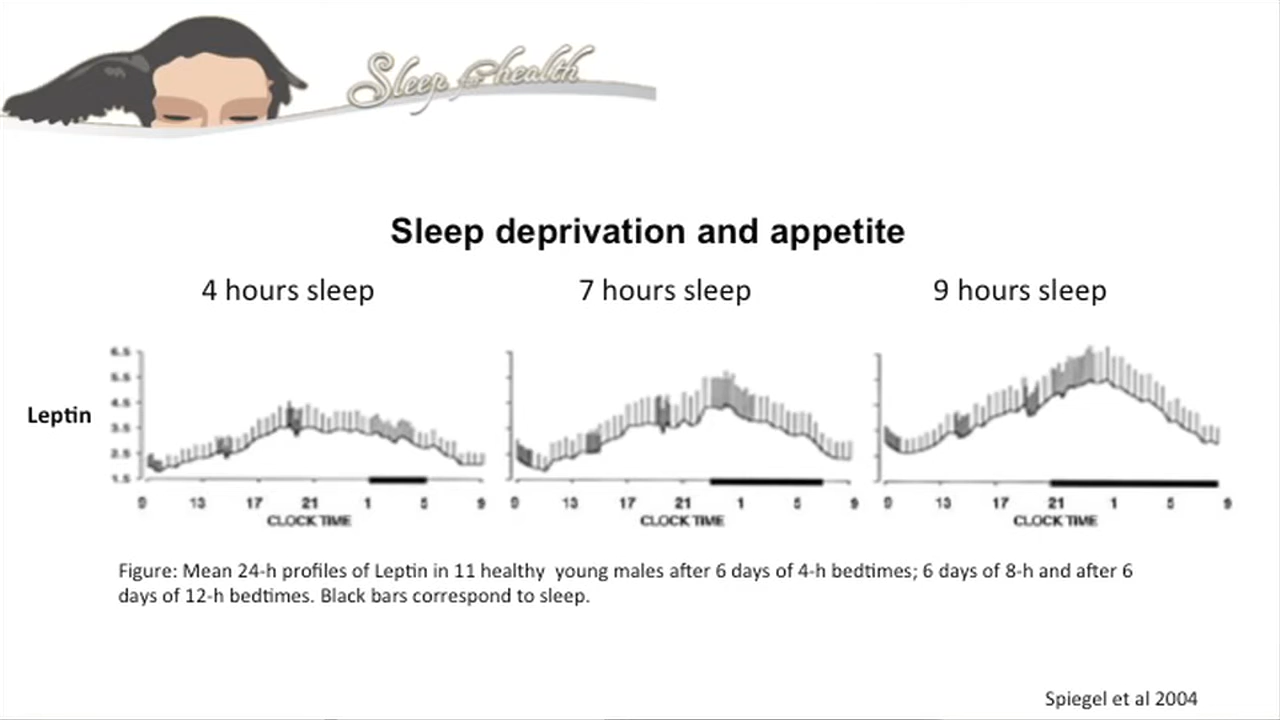 Sleep for health
Sleep deprivation and appetite
4 hours sleep
7 hours sleep
9 hours sleep
6.5
5.5
4.5
3.5
2.5
1.5
Leptin
9 13 17 21 1 5 9
CLOCK TIME
9 13 17 21 1 5 9
CLOCK TIME
9 13 17 21 1 5 9
CLOCK TIME
Figure: Mean 24-h profiles of Leptin in 11 healthy young males after 6 days of 4-h bedtimes; 6 days of 8-h and after 6
days of 12-h bedtimes. Black bars correspond to sleep.
Spiegel et al 2004